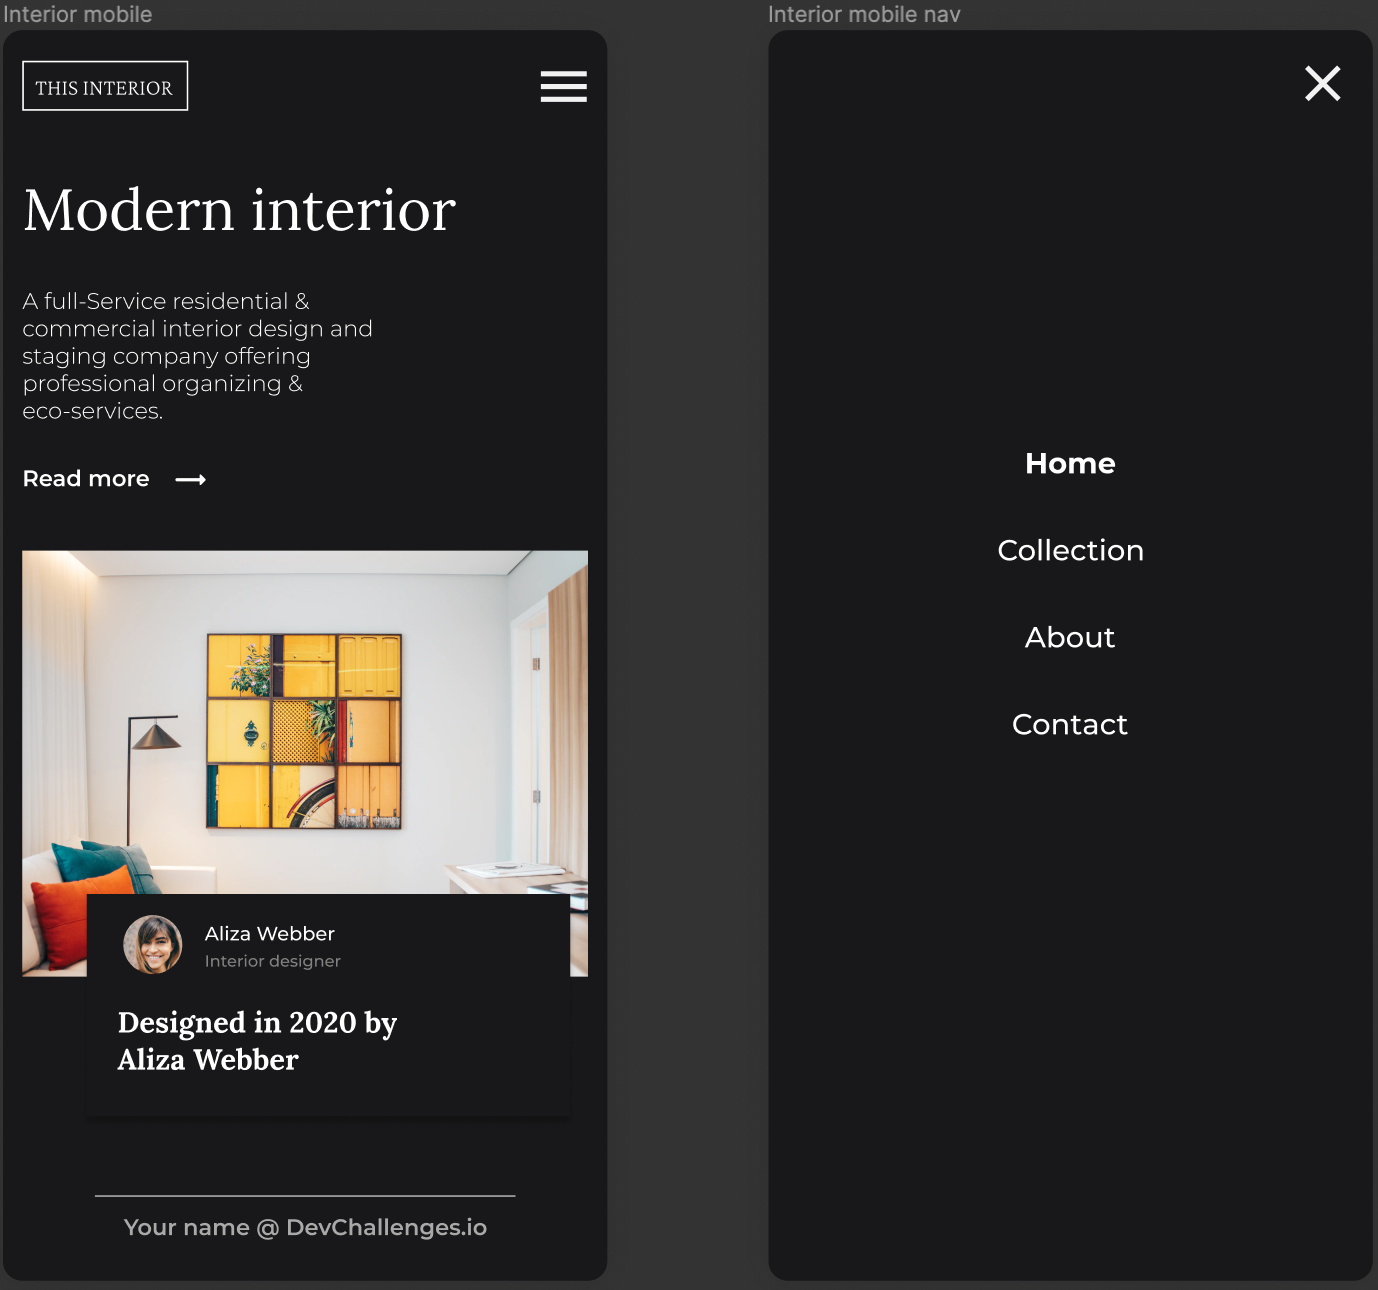 Interior mobile
THIS INTERIOR
Modern interior
A full-Service residential &
commercial interior design and
staging company offering
professional organizing &
eco-services.
Read more
Aliza Webber
Interior designer
Designed in 2020 by
Aliza Webber
Your name @ DevChallenges.io
Interior mobile nav
Home
Collection
About
Contact